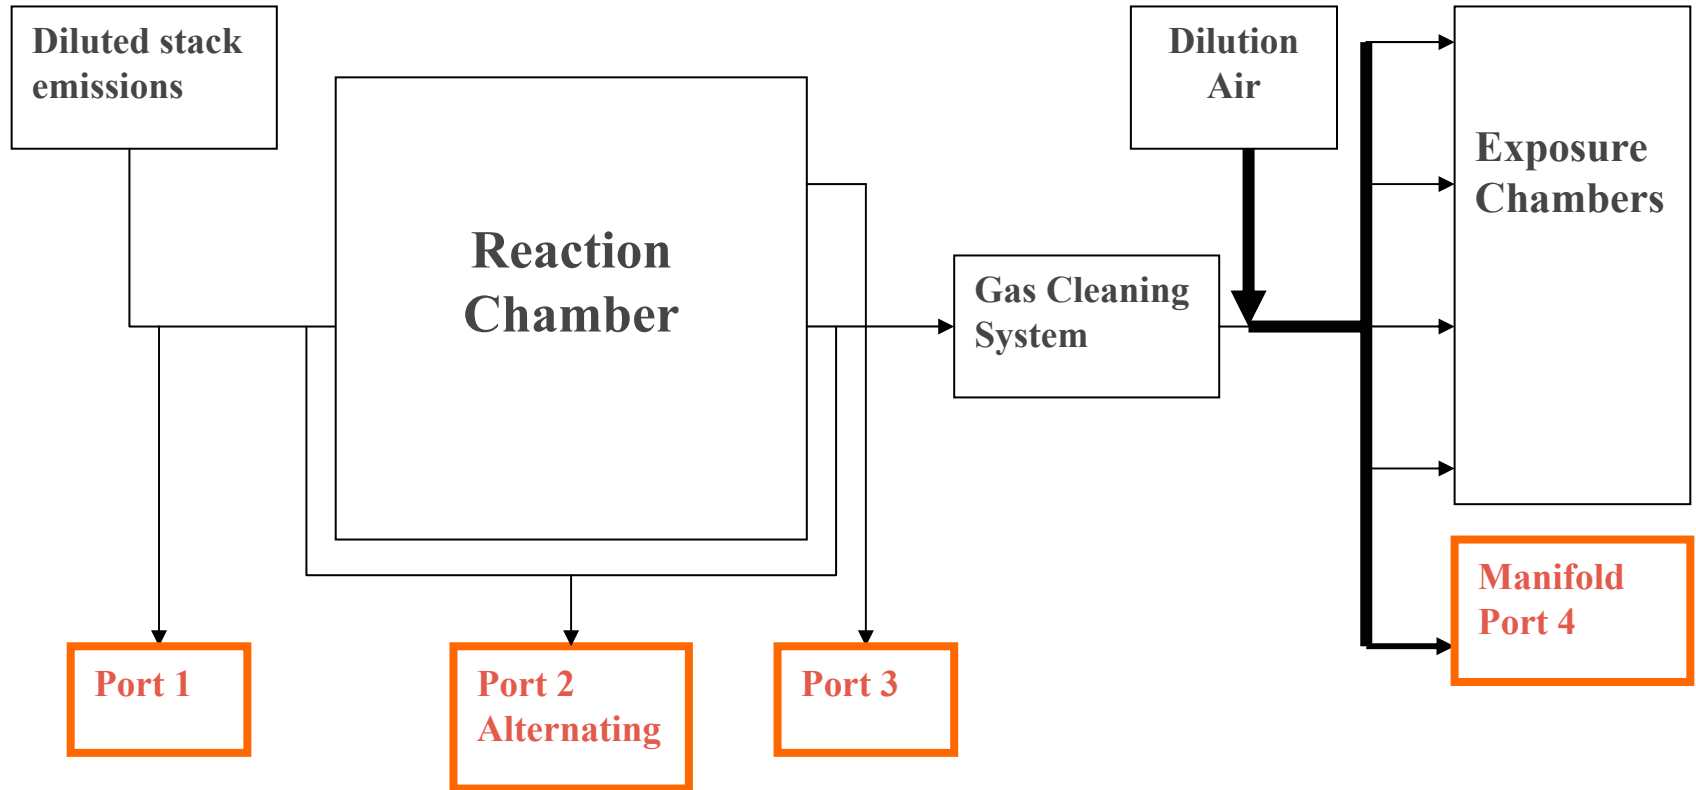 Diluted stack
emissions
Reaction
Chamber
Dilution
Air
Exposure
Chambers
Gas Cleaning
System
Manifold
Port 4
Port 1
Port 2
Alternating
Port 3